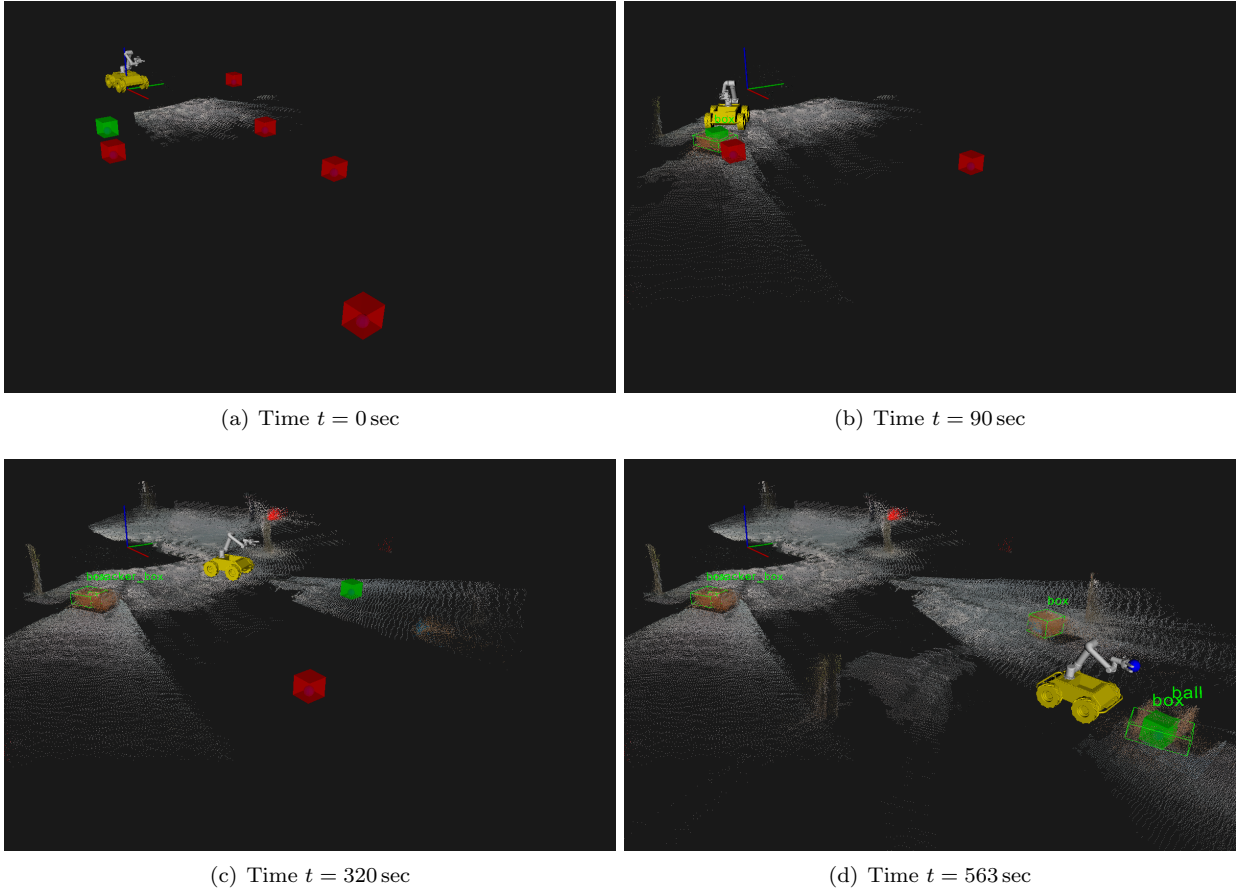 (a) Time t = 0 sec
(b) Time t = 90 sec
box
ball
box
(c) Time t = 320 sec
(d) Time t = 563 sec